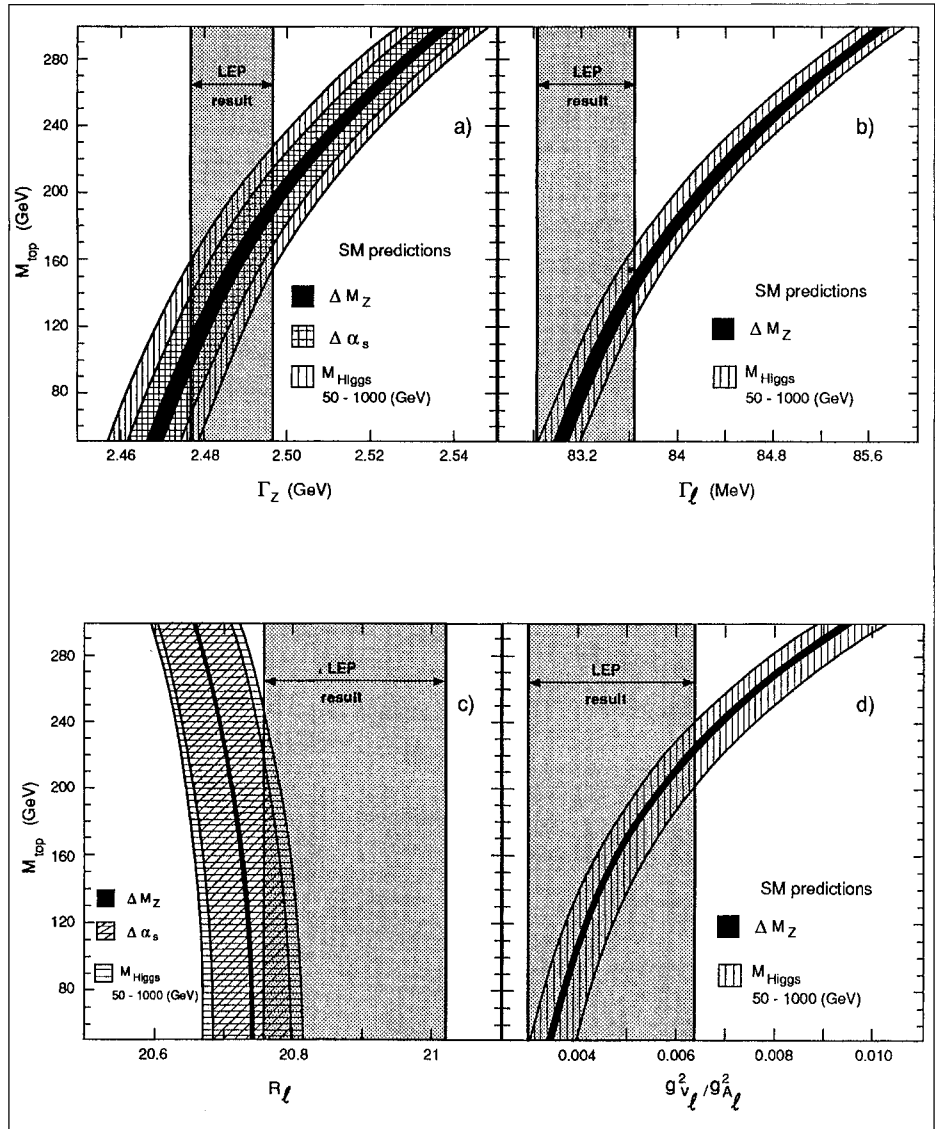 280
240
200
160
120
80
M_top (GeV)
LEP
result
a)
SM predictions
Δ M_Z
Δ α_s
M_Higgs
50 - 1000 (GeV)
2.46 2.48 2.50 2.52 2.54
Γ_Z (GeV)
LEP
result
b)
SM predictions
Δ M_Z
M_Higgs
50 - 1000 (GeV)
83.2 84 84.8 85.6
Γ_ℓ (MeV)
280
240
200
160
120
80
M_top (GeV)
LEP
result
c)
Δ M_Z
Δ α_s
M_Higgs
50 - 1000 (GeV)
20.6 20.8 21
R_ℓ
LEP
result
d)
SM predictions
Δ M_Z
M_Higgs
50 - 1000 (GeV)
0.004 0.006 0.008 0.010
g²_V_ℓ / g²_A_ℓ